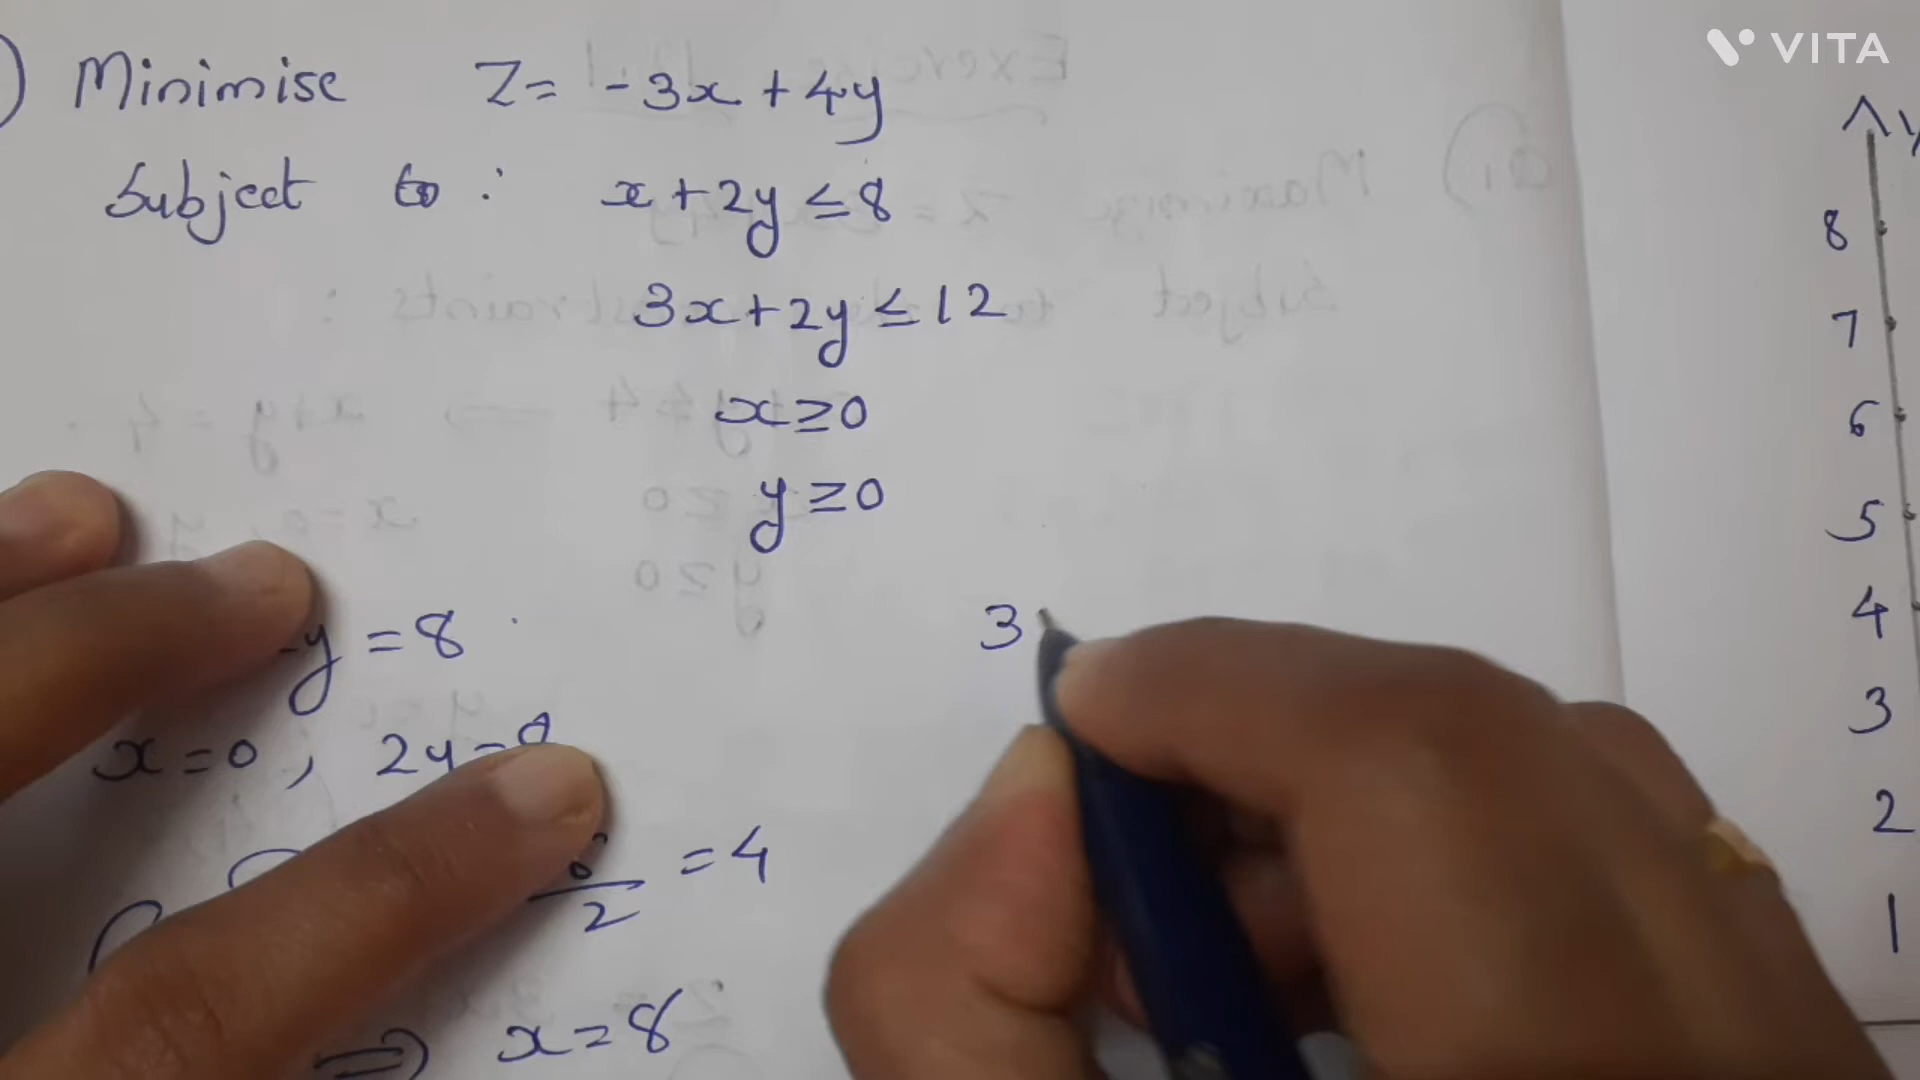 VITA
Minimise Z = -3x + 4y
Subject to : x + 2y ≤ 8
3x + 2y ≤ 12
x ≥ 0
y ≥ 0
y = 8
3
x = 0 , 2y =
2 = 4
⇒ x = 8
y
8
7
6
5
4
3
2
1